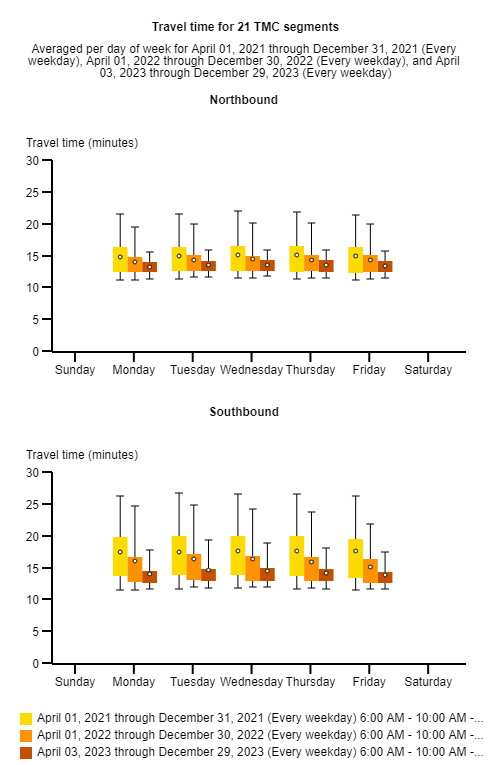 Travel time for 21 TMC segments
Averaged per day of week for April 01, 2021 through December 31, 2021 (Every
weekday), April 01, 2022 through December 30, 2022 (Every weekday), and April
03, 2023 through December 29, 2023 (Every weekday)
Northbound
Travel time (minutes)
30
25
20
15
10
5
0
Sunday Monday Tuesday Wednesday Thursday Friday Saturday
Southbound
Travel time (minutes)
30
25
20
15
10
5
0
Sunday Monday Tuesday Wednesday Thursday Friday Saturday
April 01, 2021 through December 31, 2021 (Every weekday) 6:00 AM - 10:00 AM -...
April 01, 2022 through December 30, 2022 (Every weekday) 6:00 AM - 10:00 AM -...
April 03, 2023 through December 29, 2023 (Every weekday) 6:00 AM - 10:00 AM -...